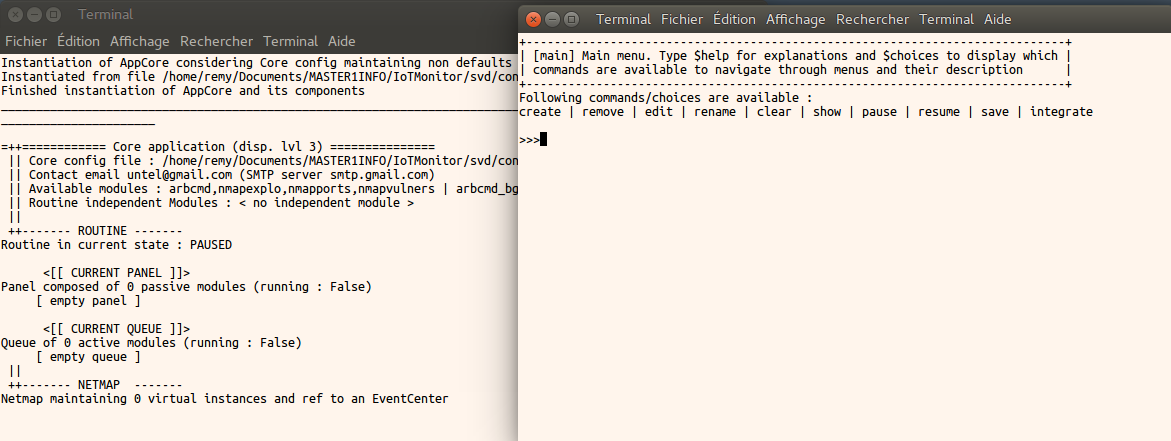 Terminal
Fichier Édition Affichage Rechercher Terminal Aide
Instantiation of AppCore considering Core config maintaining non defaults
Instantiated from file /home/remy/Documents/MASTER1INFO/IoTMonitor/svd/con
Finished instantiation of AppCore and its components
=++============ Core application (disp. lvl 3) ===============
|| Core config file : /home/remy/Documents/MASTER1INFO/IoTMonitor/svd/con
|| Contact email untel@gmail.com (SMTP server smtp.gmail.com)
|| Available modules : arbcmd,nmapexplo,nmapports,nmapvulners | arbcmd_bg
|| Routine independent Modules : < no independent module >
||
++------- ROUTINE -------
Routine in current state : PAUSED
<[[ CURRENT PANEL ]]>
Panel composed of 0 passive modules (running : False)
[ empty panel ]
<[[ CURRENT QUEUE ]]>
Queue of 0 active modules (running : False)
[ empty queue ]
||
++------- NETMAP -------
Netmap maintaining 0 virtual instances and ref to an EventCenter
Terminal Fichier Édition Affichage Rechercher Terminal Aide
+-----------------------------------------------------------------------------+
| [main] Main menu. Type $help for explanations and $choices to display which |
| commands are available to navigate through menus and their description |
+-----------------------------------------------------------------------------+
Following commands/choices are available :
create | remove | edit | rename | clear | show | pause | resume | save | integrate
>>>